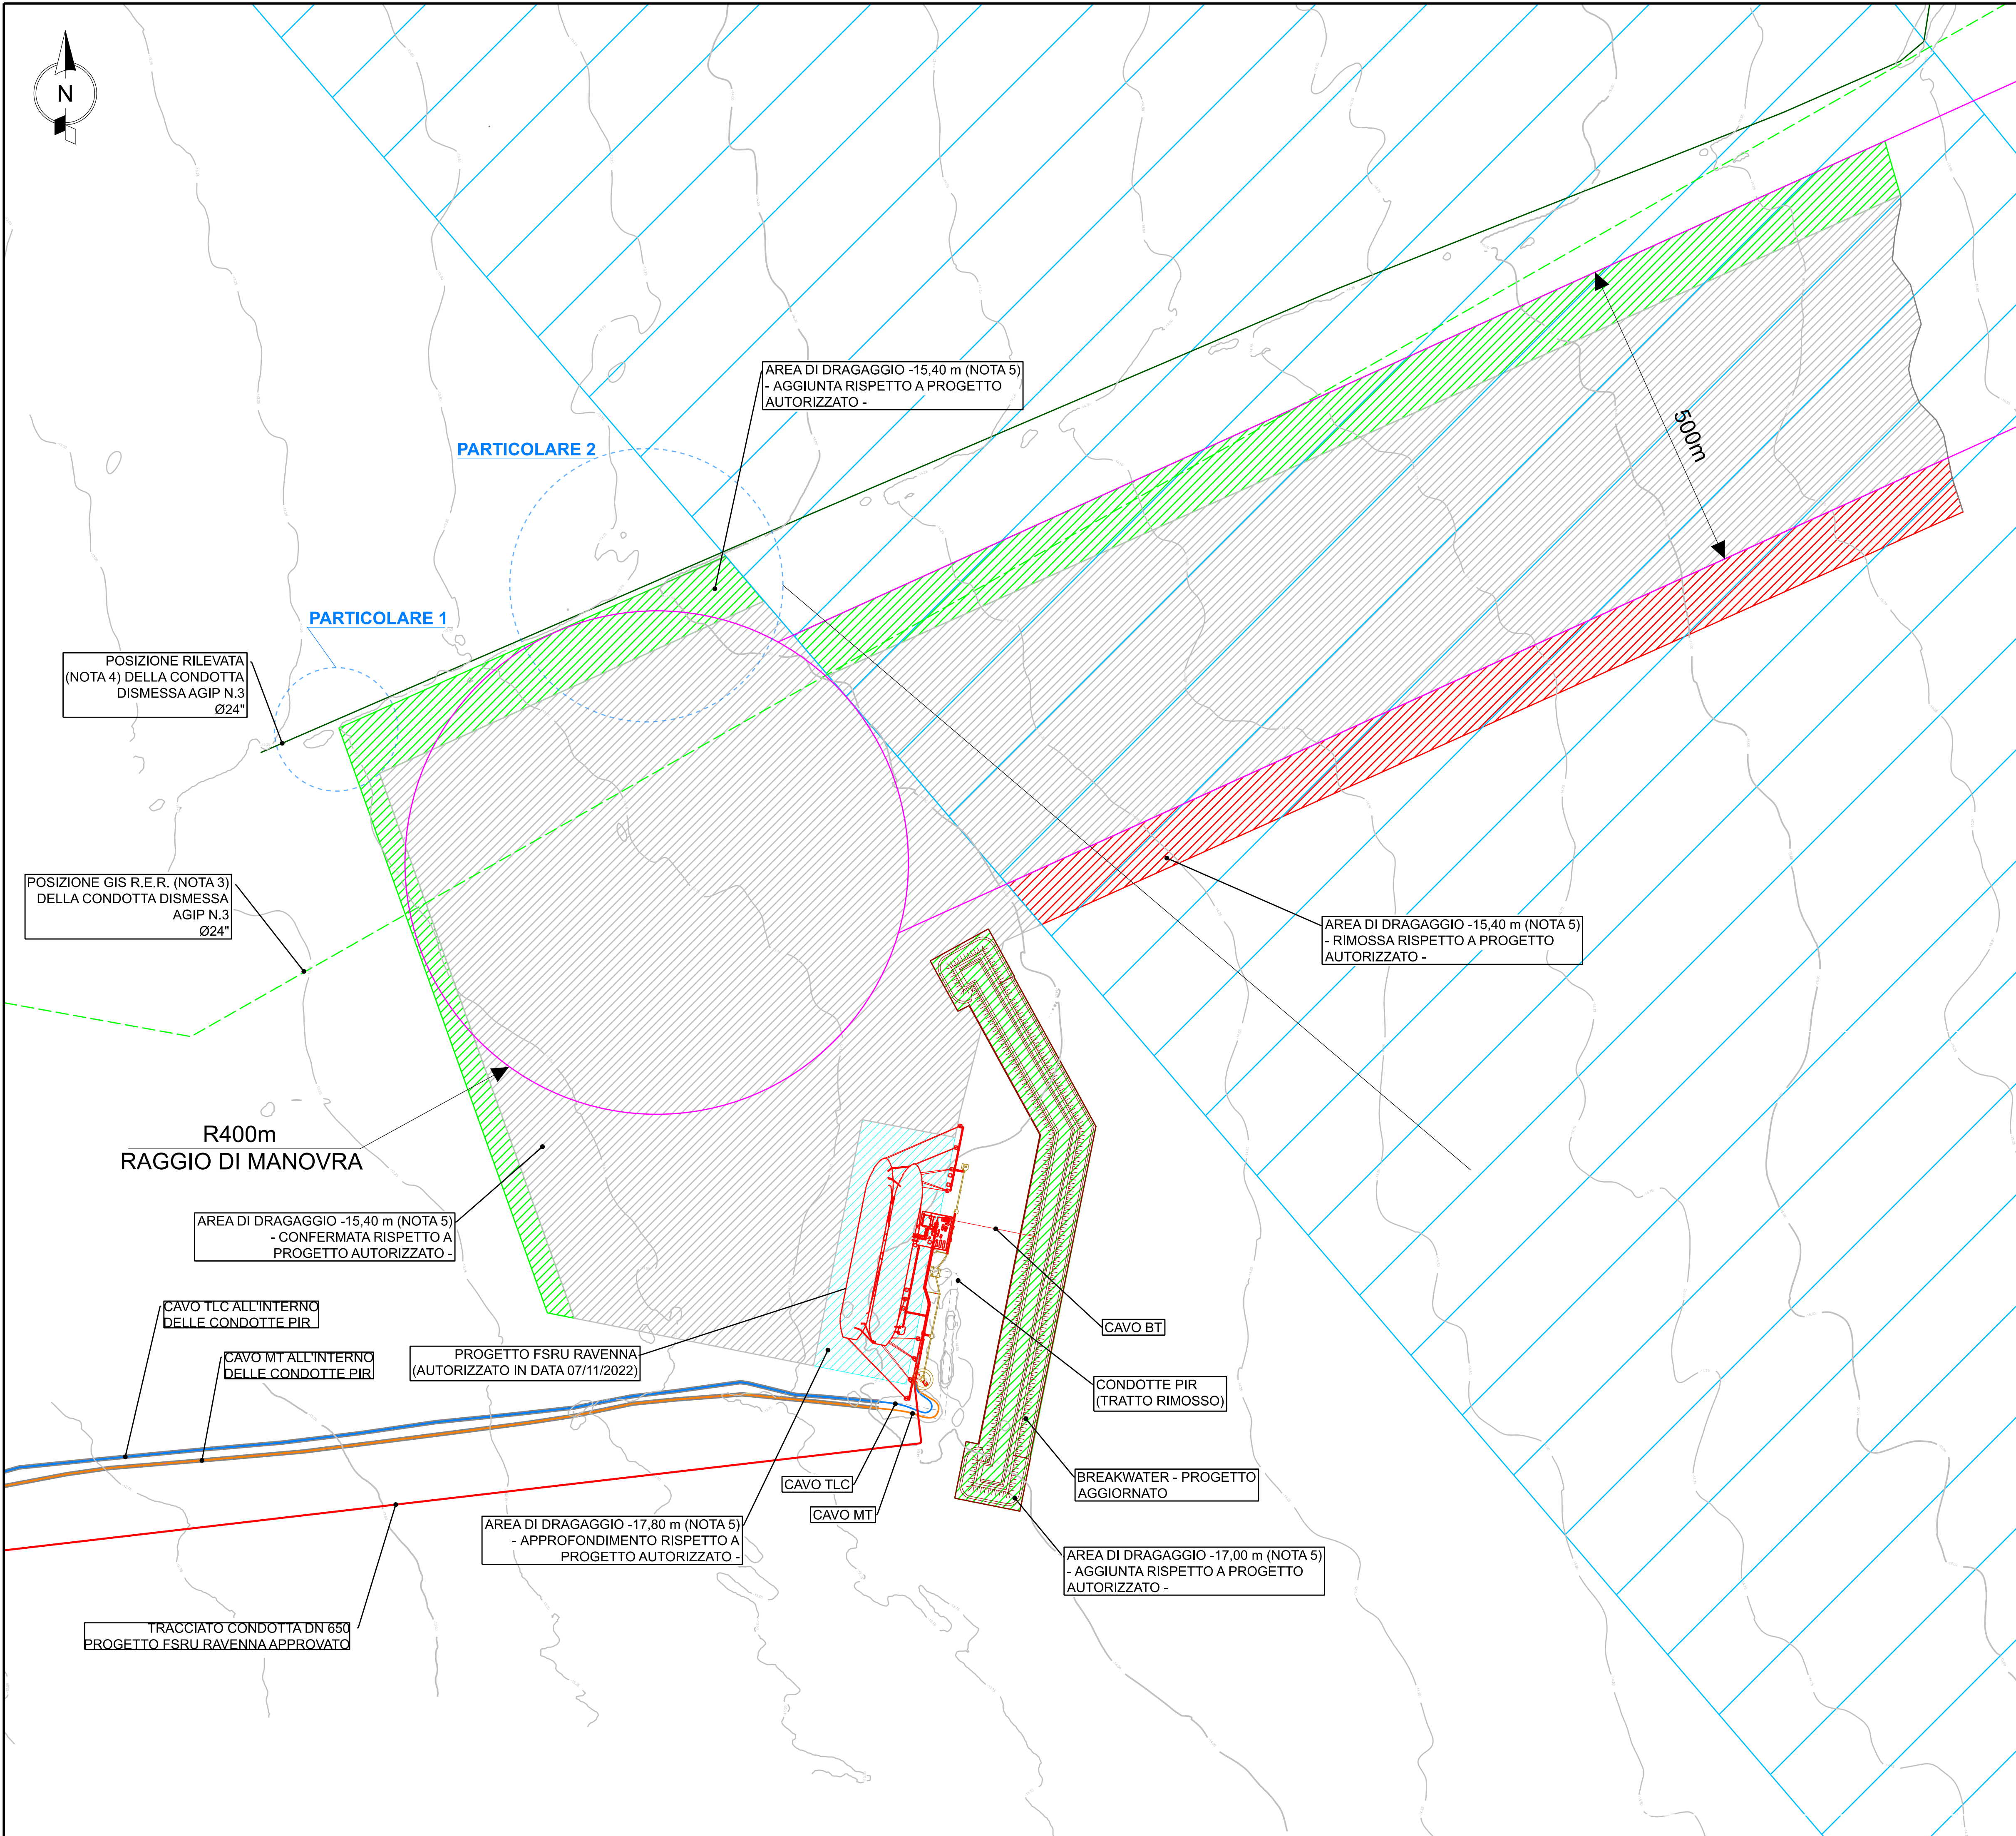 N
AREA DI DRAGAGGIO -15,40 m (NOTA 5)
- AGGIUNTA RISPETTO A PROGETTO
AUTORIZZATO -
500m
PARTICOLARE 2
PARTICOLARE 1
POSIZIONE RILEVATA
(NOTA 4) DELLA CONDOTTA
DISMESSA AGIP N.3
Ø24"
POSIZIONE GIS R.E.R. (NOTA 3)
DELLA CONDOTTA DISMESSA
AGIP N.3
Ø24"
AREA DI DRAGAGGIO -15,40 m (NOTA 5)
- RIMOSSA RISPETTO A PROGETTO
AUTORIZZATO -
R400m
RAGGIO DI MANOVRA
AREA DI DRAGAGGIO -15,40 m (NOTA 5)
- CONFERMATA RISPETTO A
PROGETTO AUTORIZZATO -
CAVO TLC ALL'INTERNO
DELLE CONDOTTE PIR
CAVO MT ALL'INTERNO
DELLE CONDOTTE PIR
PROGETTO FSRU RAVENNA
(AUTORIZZATO IN DATA 07/11/2022)
CAVO BT
CONDOTTE PIR
(TRATTO RIMOSSO)
CAVO TLC
CAVO MT
BREAKWATER - PROGETTO
AGGIORNATO
AREA DI DRAGAGGIO -17,80 m (NOTA 5)
- APPROFONDIMENTO RISPETTO A
PROGETTO AUTORIZZATO -
AREA DI DRAGAGGIO -17,00 m (NOTA 5)
- AGGIUNTA RISPETTO A PROGETTO
AUTORIZZATO -
TRACCIATO CONDOTTA DN 650
PROGETTO FSRU RAVENNA APPROVATO